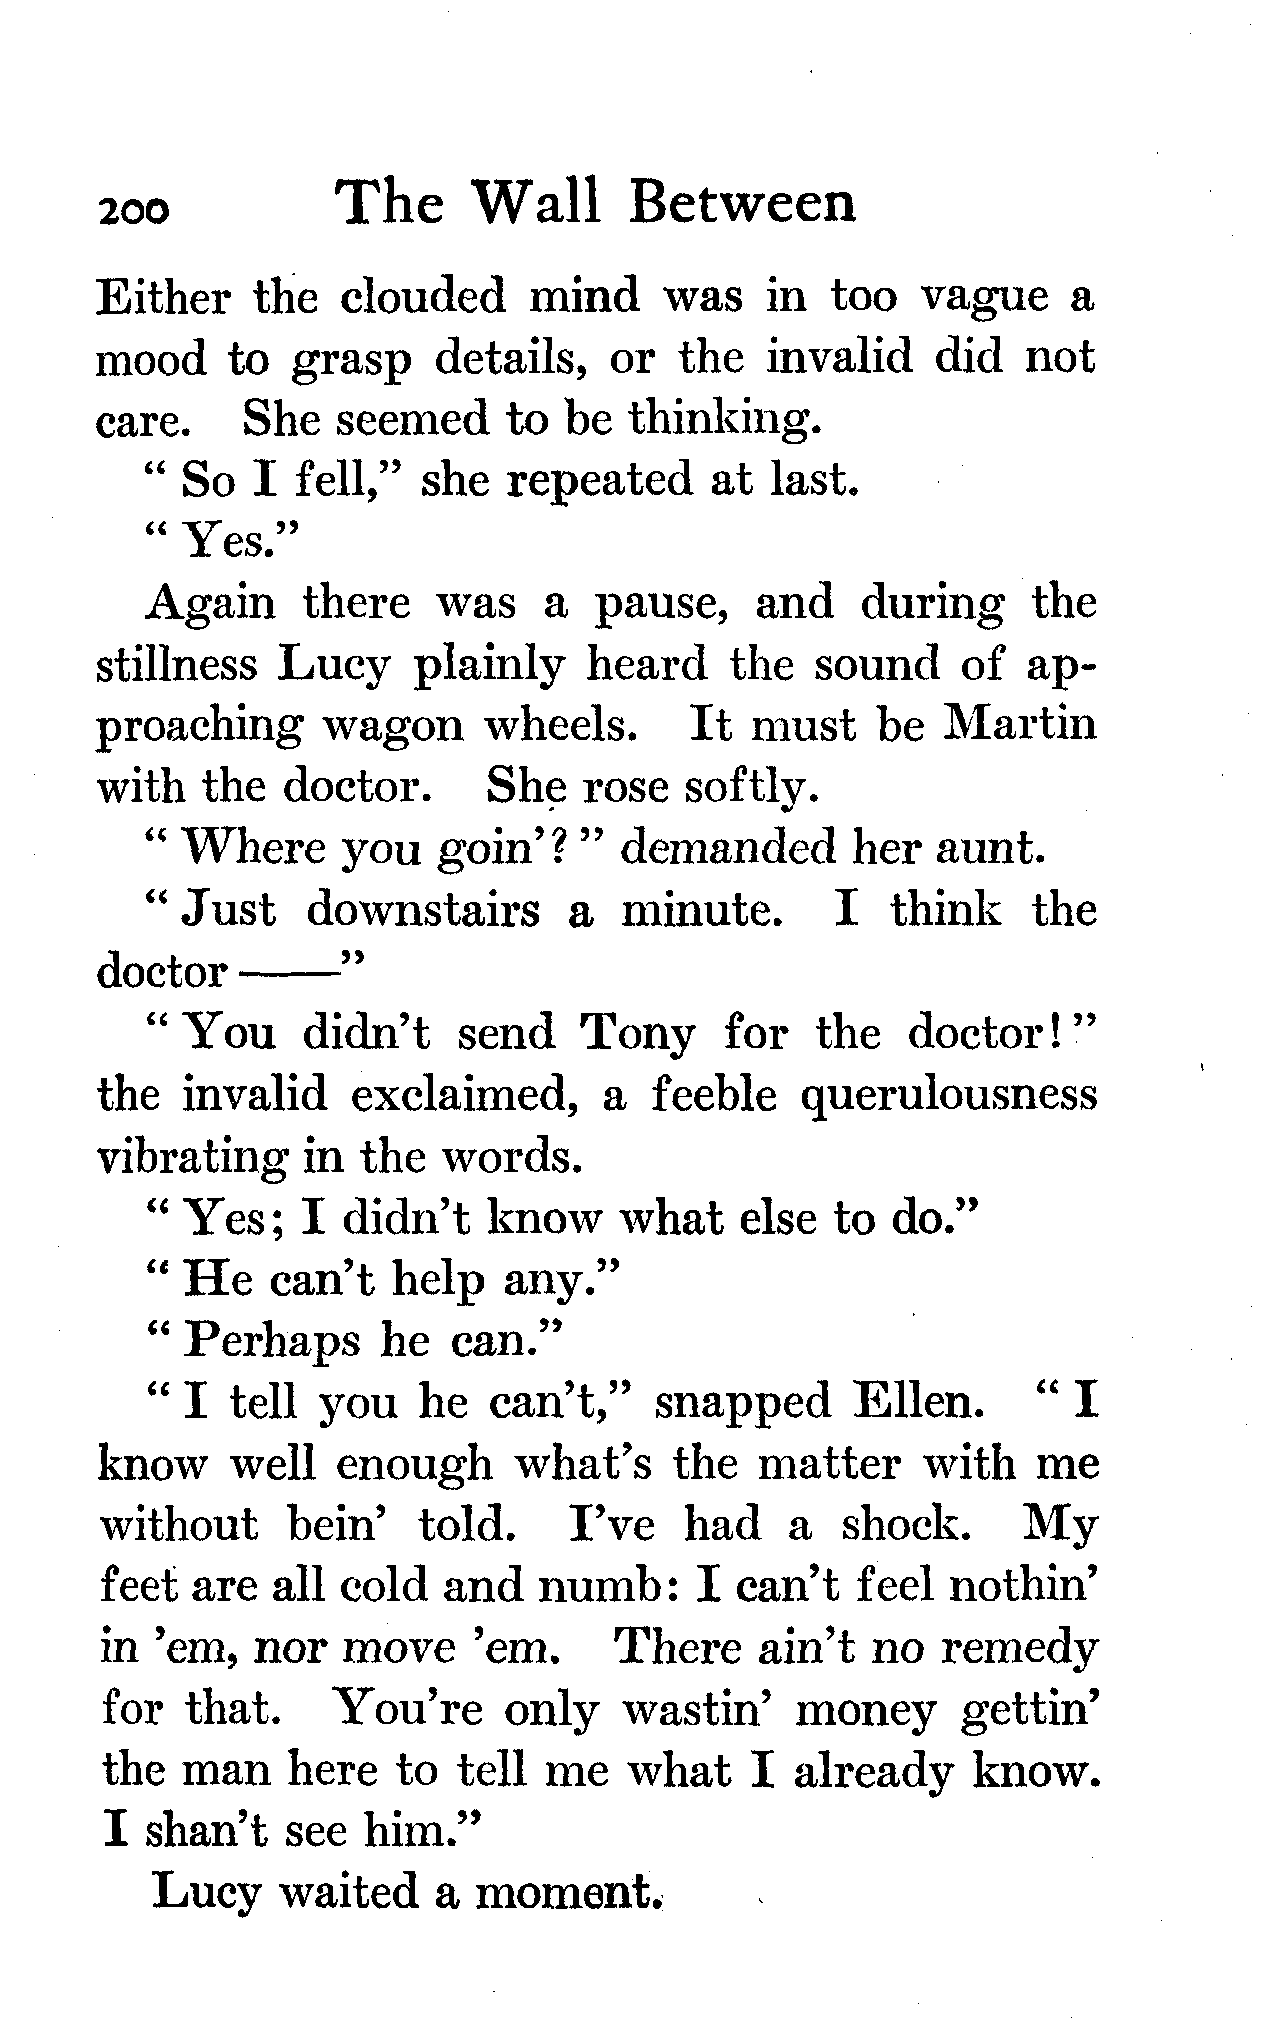 200 The Wall Between
Either the clouded mind was in too vague a
mood to grasp details, or the invalid did not
care. She seemed to be thinking.
“ So I fell,” she repeated at last.
“ Yes.”
Again there was a pause, and during the
stillness Lucy plainly heard the sound of ap-
proaching wagon wheels. It must be Martin
with the doctor. She rose softly.
“ Where you goin’? ” demanded her aunt.
“ Just downstairs a minute. I think the
doctor ——”
“ You didn’t send Tony for the doctor! ”
the invalid exclaimed, a feeble querulousness
vibrating in the words.
“ Yes; I didn’t know what else to do.”
“ He can’t help any.”
“ Perhaps he can.”
“ I tell you he can’t,” snapped Ellen. “ I
know well enough what’s the matter with me
without bein’ told. I’ve had a shock. My
feet are all cold and numb: I can’t feel nothin’
in ’em, nor move ’em. There ain’t no remedy
for that. You’re only wastin’ money gettin’
the man here to tell me what I already know.
I shan’t see him.”
Lucy waited a moment.